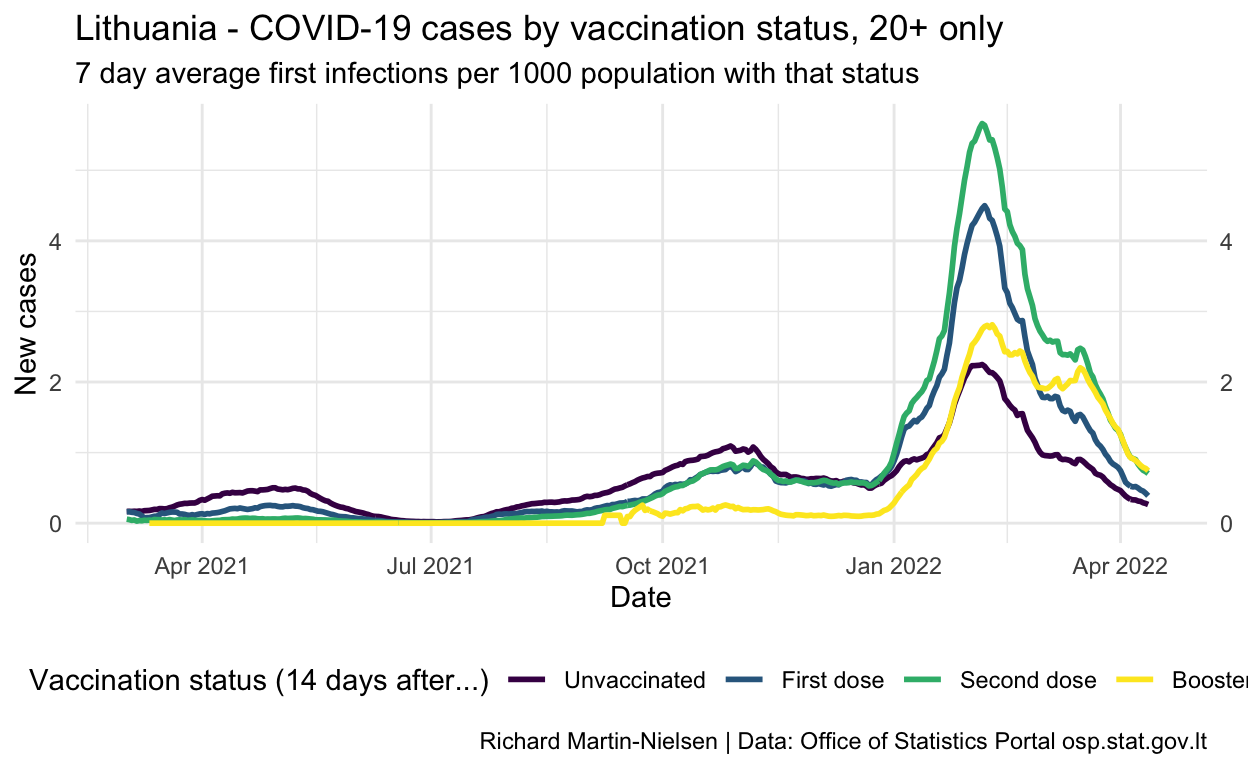 Lithuania - COVID-19 cases by vaccination status, 20+ only
7 day average first infections per 1000 population with that status
New cases
4
2
0
4
2
0
Apr 2021
Jul 2021
Oct 2021
Jan 2022
Apr 2022
Date
Vaccination status (14 days after...) Unvaccinated First dose Second dose Booster
Richard Martin-Nielsen | Data: Office of Statistics Portal osp.stat.gov.lt